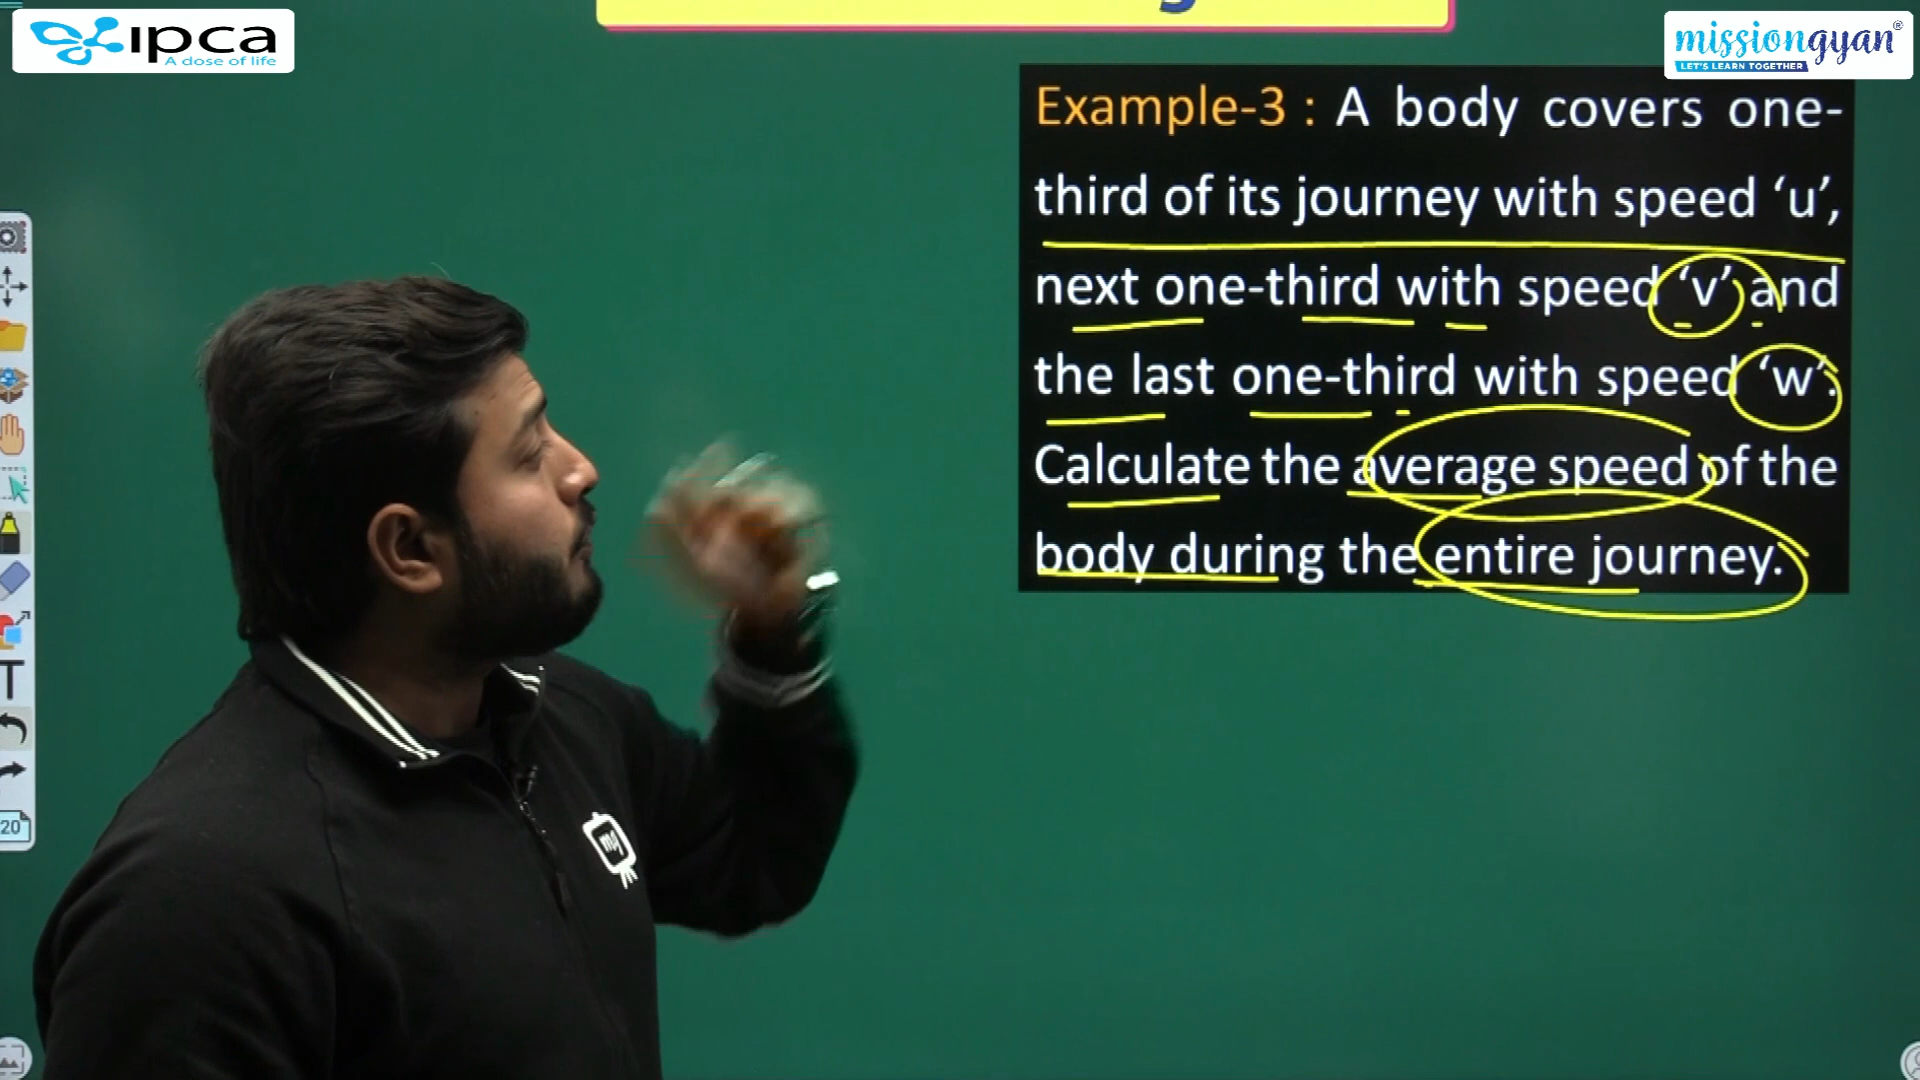 ipca
A dose of life
missiongyan®
LET'S LEARN TOGETHER
Example-3 : A body covers one-
third of its journey with speed ‘u’,
next one-third with speed ‘v’ and
the last one-third with speed ‘w’.
Calculate the average speed of the
body during the entire journey.
T
20
mg